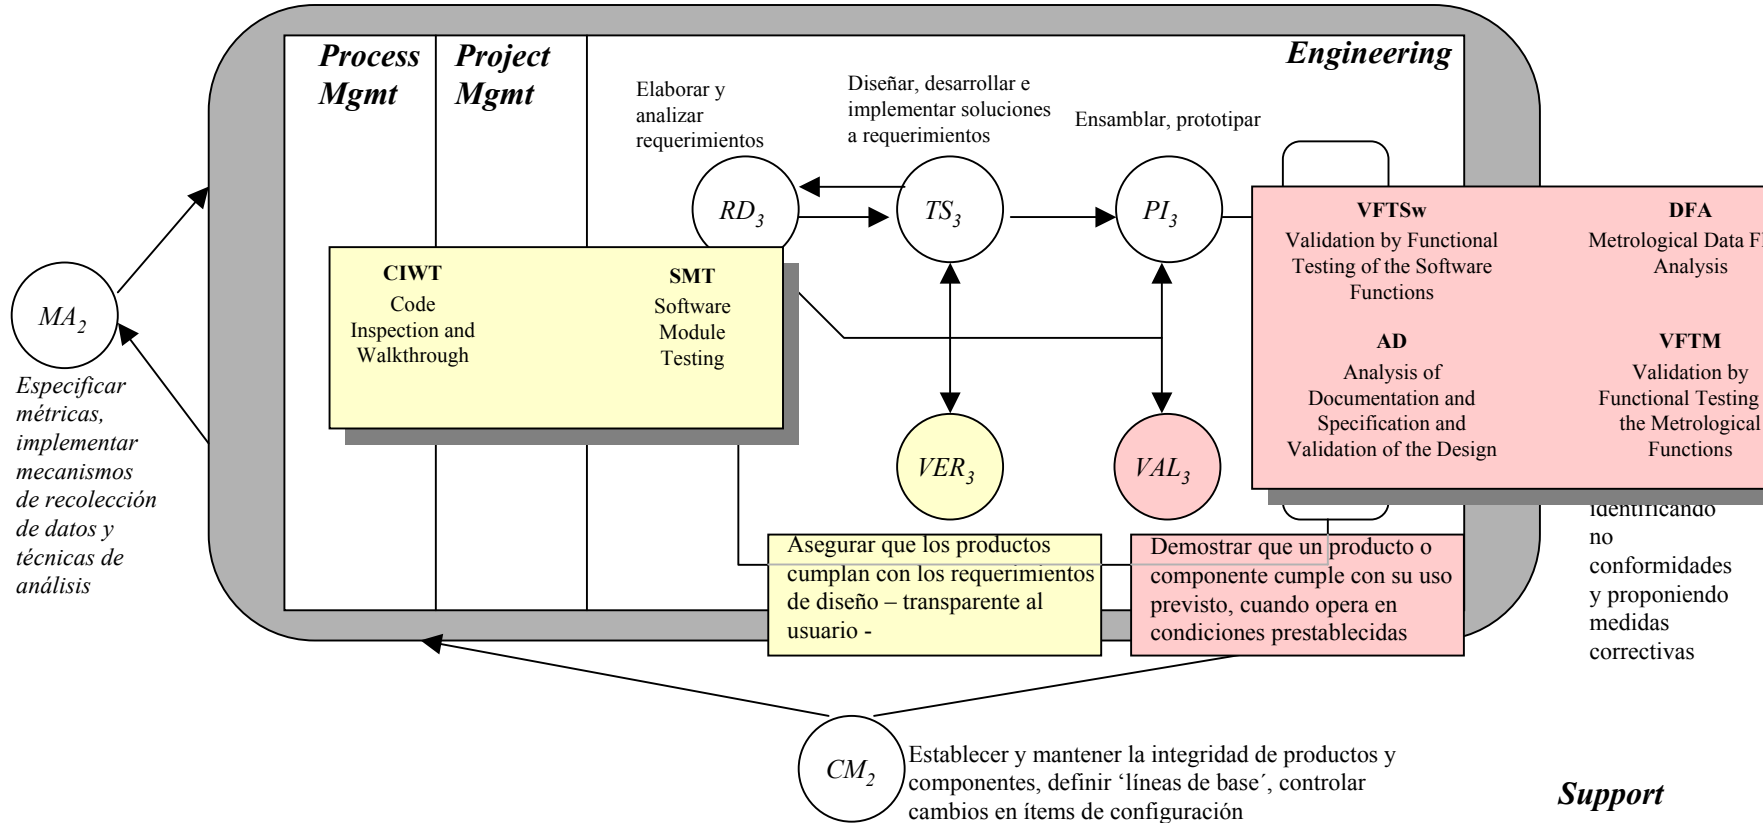 Process
Mgmt
Project
Mgmt
Engineering
Elaborar y
analizar
requerimientos
Diseñar, desarrollar e
implementar soluciones
a requerimientos
Ensamblar, prototipar
RD3
TS3
PI3
CIWT
Code
Inspection and
Walkthrough
SMT
Software
Module
Testing
VFTSw
Validation by Functional
Testing of the Software
Functions
DFA
Metrological Data
Analysis
AD
Analysis of
Documentation and
Specification and
Validation of the Design
VFTM
Validation by
Functional Testing
the Metrological
Functions
MA2
Especificar
métricas,
implementar
mecanismos
de recolección
de datos y
técnicas de
análisis
VER3
VAL3
Asegurar que los productos
cumplan con los requerimientos
de diseño – transparente al
usuario -
Demostrar que un producto o
componente cumple con su uso
previsto, cuando opera en
condiciones prestablecidas
identificando
no
conformidades
y proponiendo
medidas
correctivas
CM2
Establecer y mantener la integridad de productos y
componentes, definir ‘líneas de base´, controlar
cambios en ítems de configuración
Support